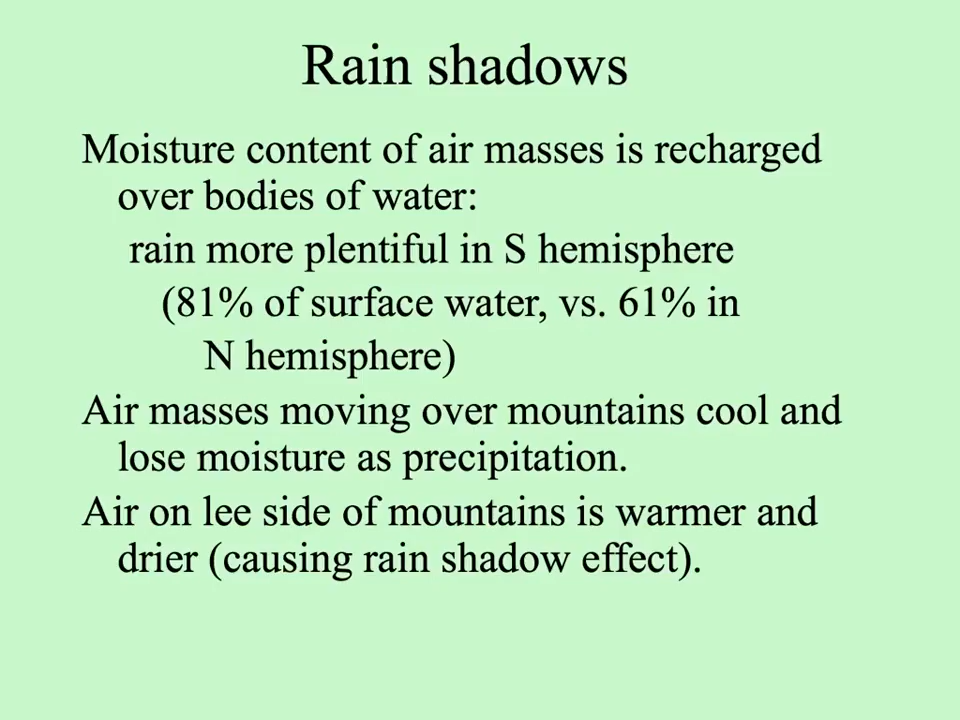 Rain shadows
Moisture content of air masses is recharged
over bodies of water:
rain more plentiful in S hemisphere
(81% of surface water, vs. 61% in
N hemisphere)
Air masses moving over mountains cool and
lose moisture as precipitation.
Air on lee side of mountains is warmer and
drier (causing rain shadow effect).